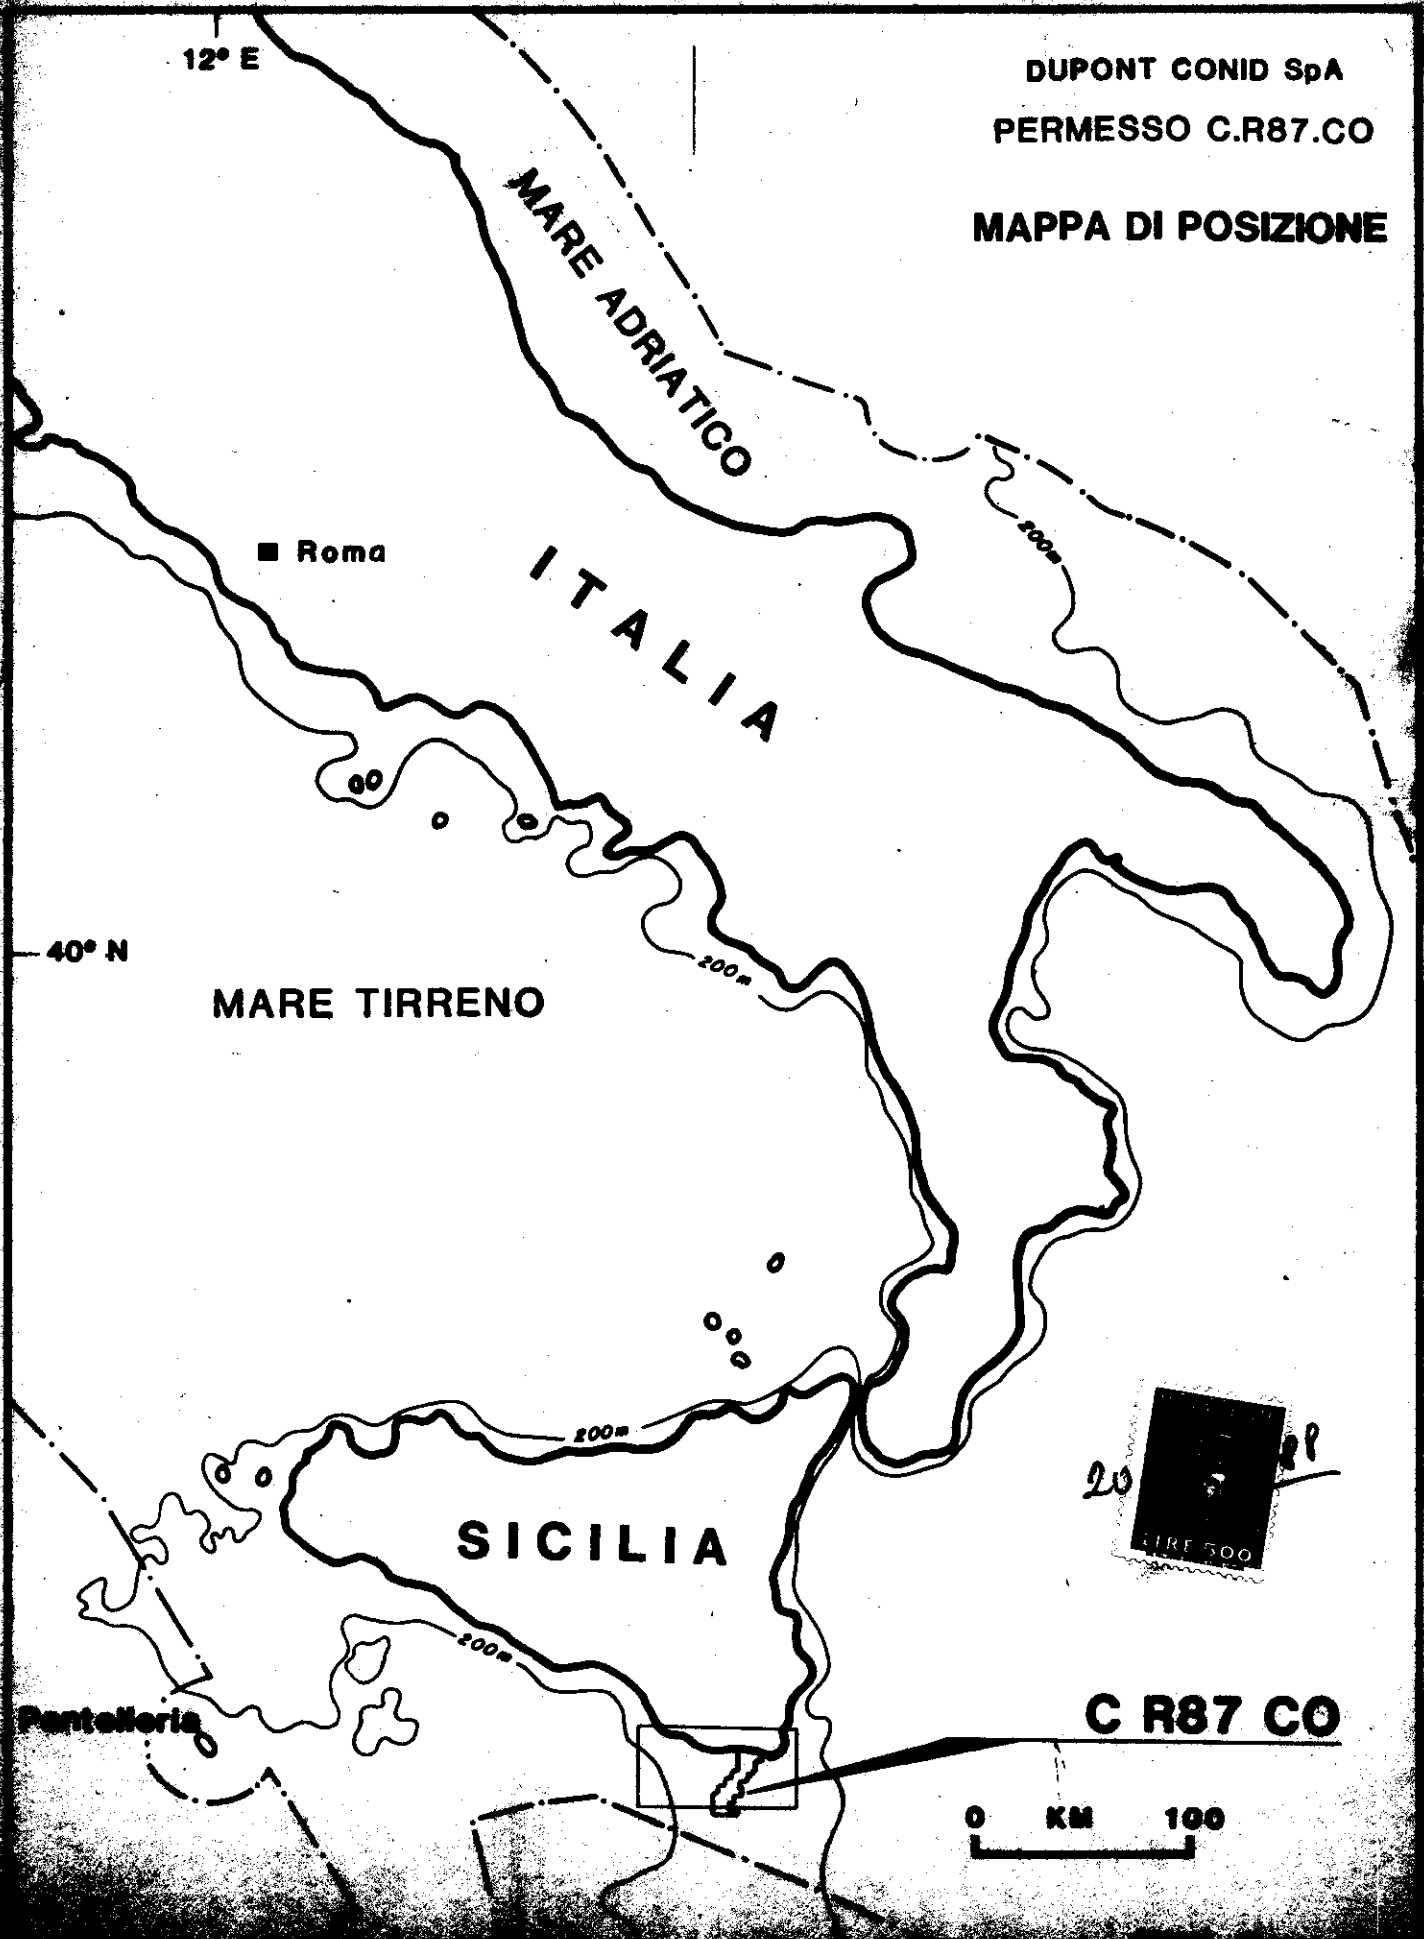 12° E
DUPONT CONID SpA
PERMESSO C.R87.CO
MAPPA DI POSIZIONE
MARE ADRIATICO
200m
Roma
ITALIA
40° N
200m
MARE TIRRENO
200m
20
LIRE 500
SICILIA
200m
Pantelleria
C R87 CO
0 KM 100